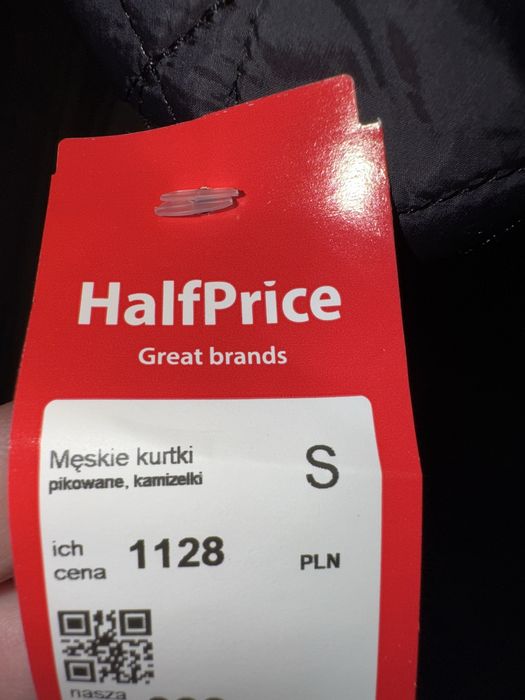 HalfPrice
Great brands
Męskie kurtki
pikowane, kamizelki
S
ich
cena
1128
PLN
nasza